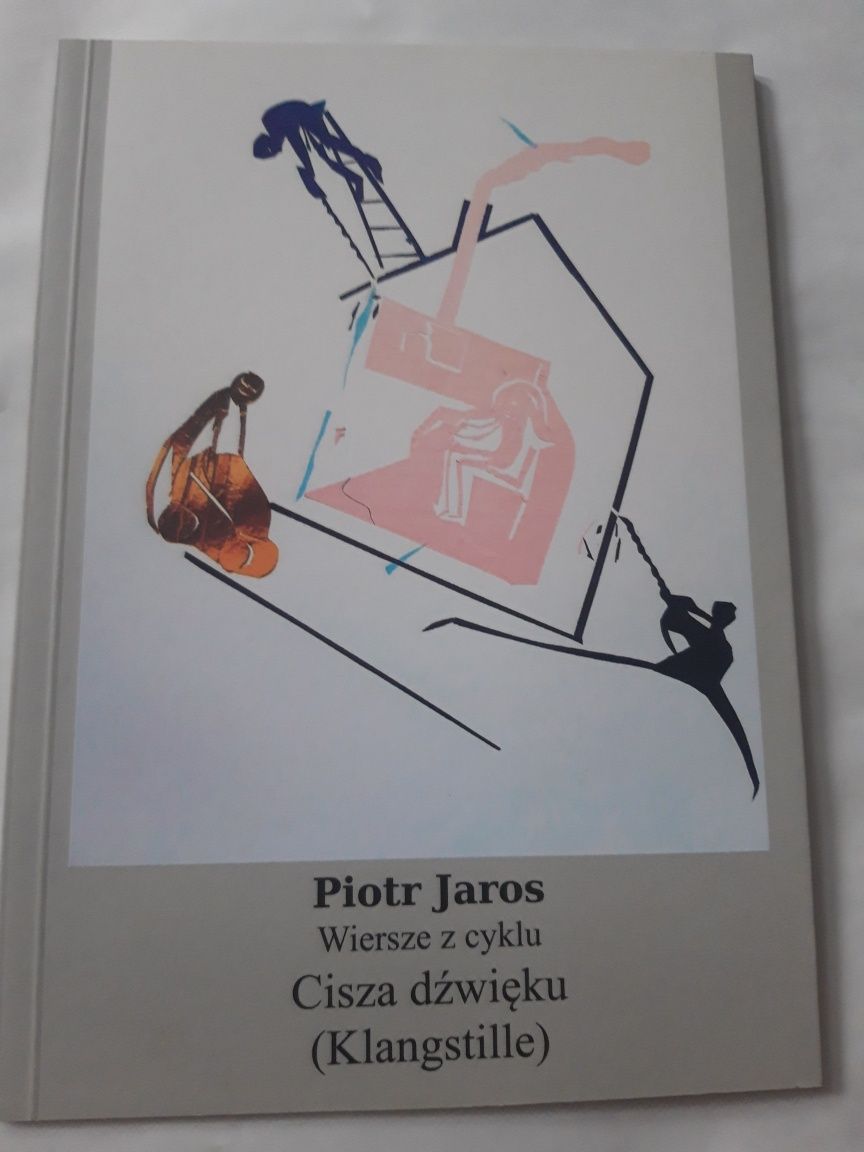 Piotr Jaros
Wiersze z cyklu
Cisza dźwięku
(Klangstille)